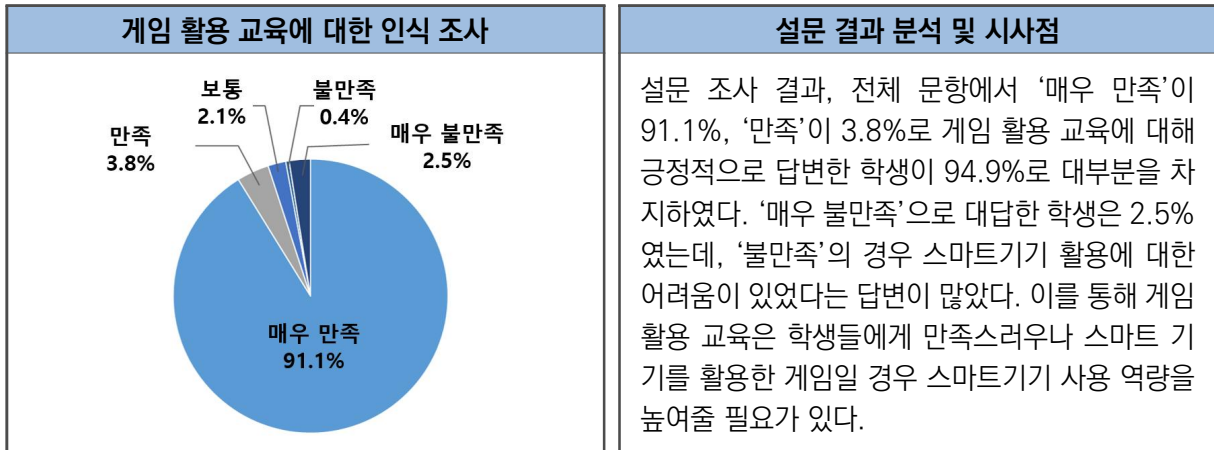 게임 활용 교육에 대한 인식 조사
보통
2.1%
불만족
0.4%
만족
3.8%
매우 불만족
2.5%
매우 만족
91.1%
설문 결과 분석 및 시사점
설문 조사 결과, 전체 문항에서 ‘매우 만족’이
91.1%, ‘만족’이 3.8%로 게임 활용 교육에 대해
긍정적으로 답변한 학생이 94.9%로 대부분을 차
지하였다. ‘매우 불만족’으로 대답한 학생은 2.5%
였는데, ‘불만족’의 경우 스마트기기 활용에 대한
어려움이 있었다는 답변이 많았다. 이를 통해 게임
활용 교육은 학생들에게 만족스러우나 스마트 기
기를 활용한 게임일 경우 스마트기기 사용 역량을
높여줄 필요가 있다.